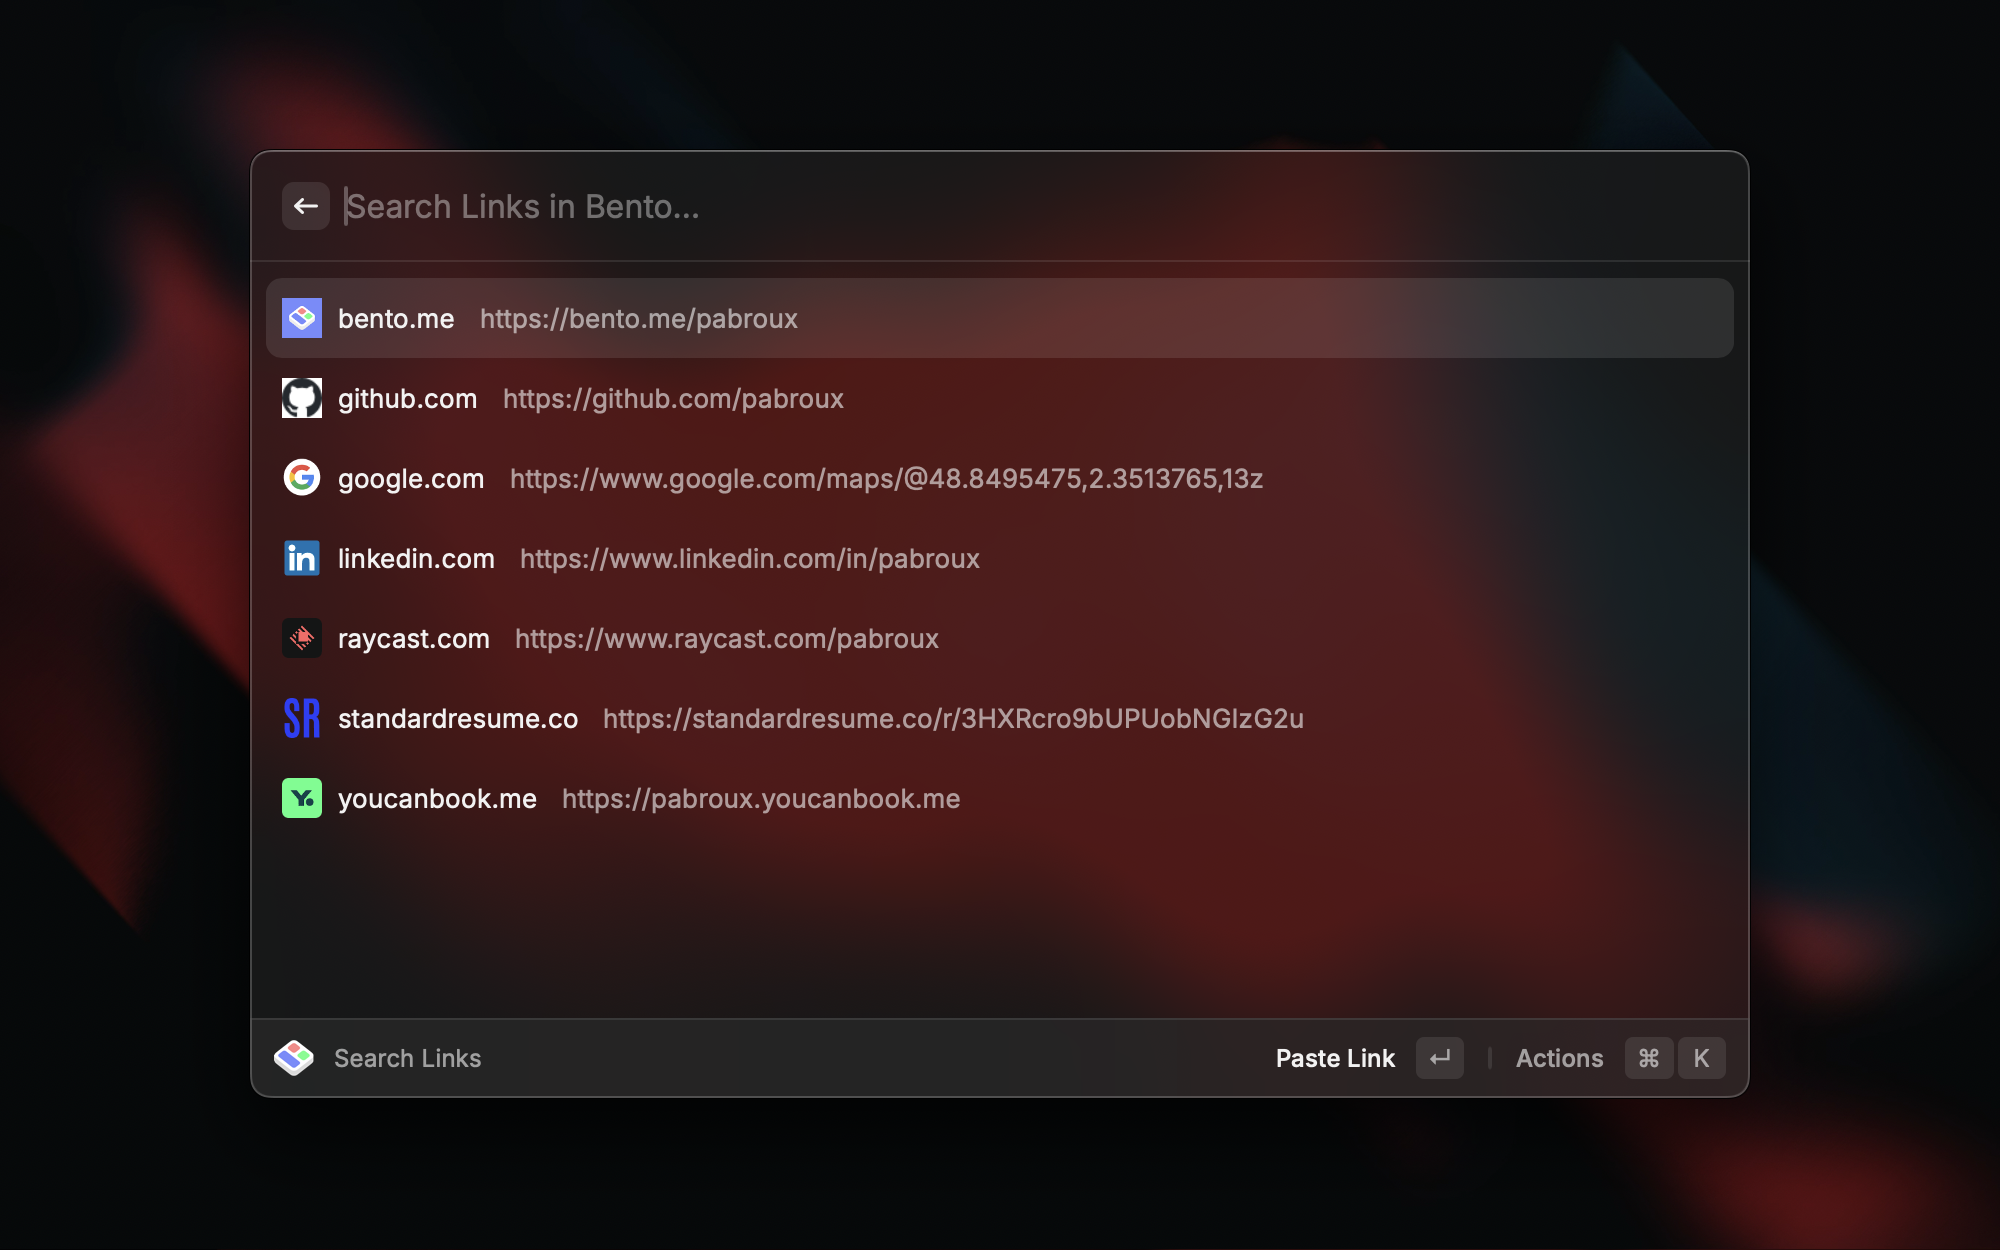 Search Links in Bento...
bento.me https://bento.me/pabroux
github.com https://github.com/pabroux
google.com https://www.google.com/maps/@48.8495475,2.3513765,13z
in linkedin.com https://www.linkedin.com/in/pabroux
raycast.com https://www.raycast.com/pabroux
SR standardresume.co https://standardresume.co/r/3HXRcro9bUPUobNGlzG2u
Y. youcanbook.me https://pabroux.youcanbook.me
Search Links Paste Link ↵ Actions ⌘ K